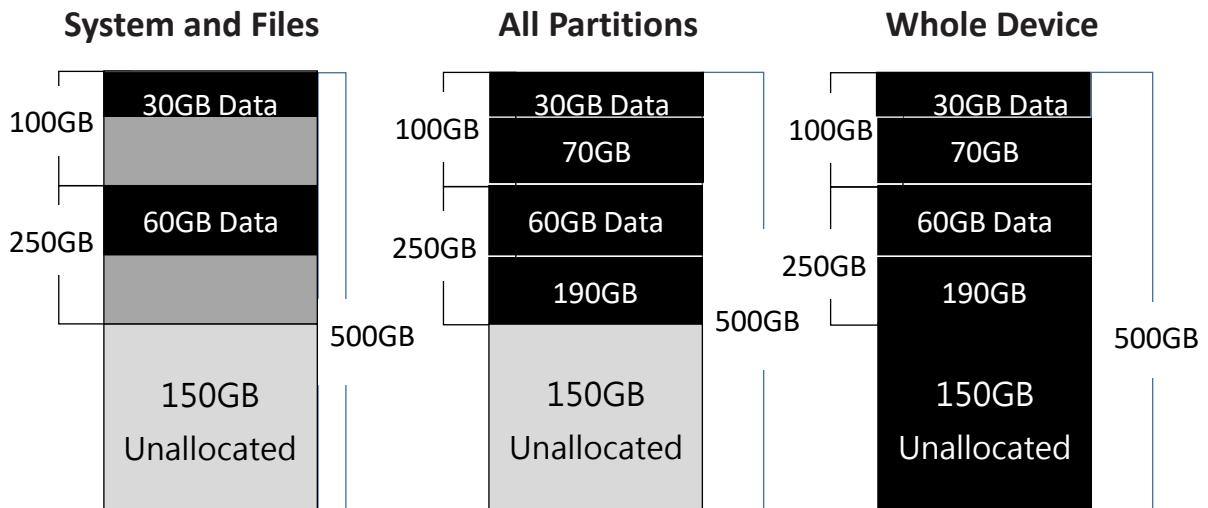 System and Files
100GB
30GB Data
250GB
60GB Data
500GB
150GB
Unallocated
All Partitions
100GB
30GB Data
70GB
250GB
60GB Data
190GB
500GB
150GB
Unallocated
Whole Device
100GB
30GB Data
70GB
250GB
60GB Data
190GB
500GB
150GB
Unallocated